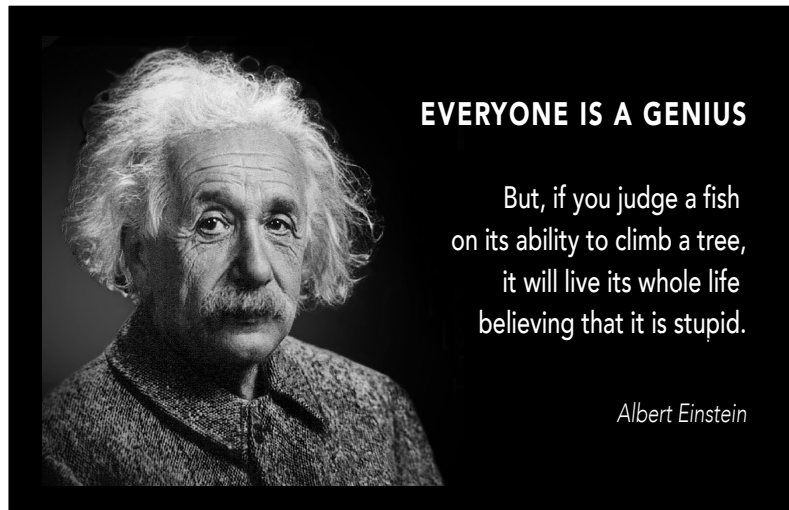 EVERYONE IS A GENIUS
But, if you judge a fish
on its ability to climb a tree,
it will live its whole life
believing that it is stupid.
Albert Einstein